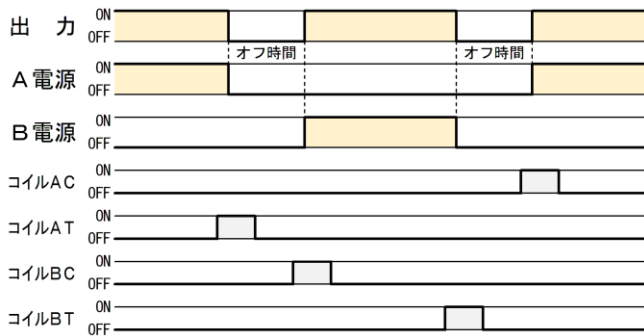 出 力 ON
OFF
オフ時間 オフ時間
A電源 ON
OFF
B電源 ON
OFF
コイルAC ON
OFF
コイルAT ON
OFF
コイルBC ON
OFF
コイルBT ON
OFF